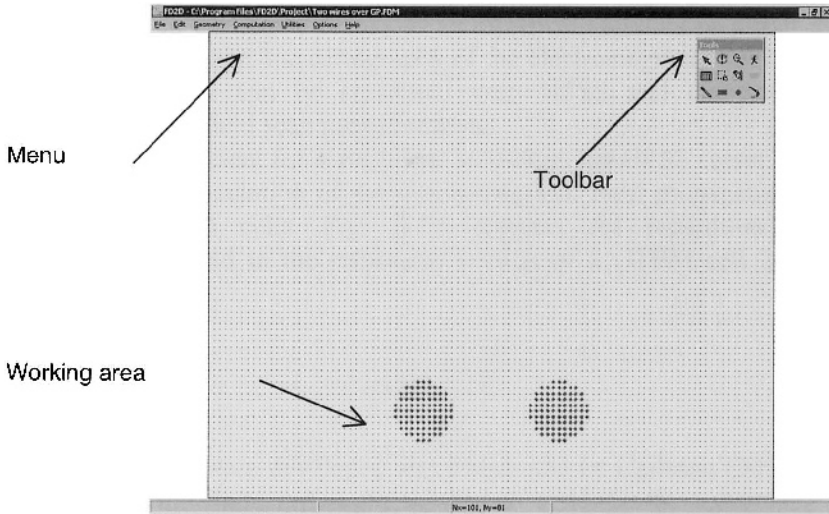 FD2D - C:\Program Files\FD2D\Project\Two wires over GP.FDM
File Edit Geometry Computation Utilities Options Help
Tools
Menu
Toolbar
Working area
Nx=101, Ny=81